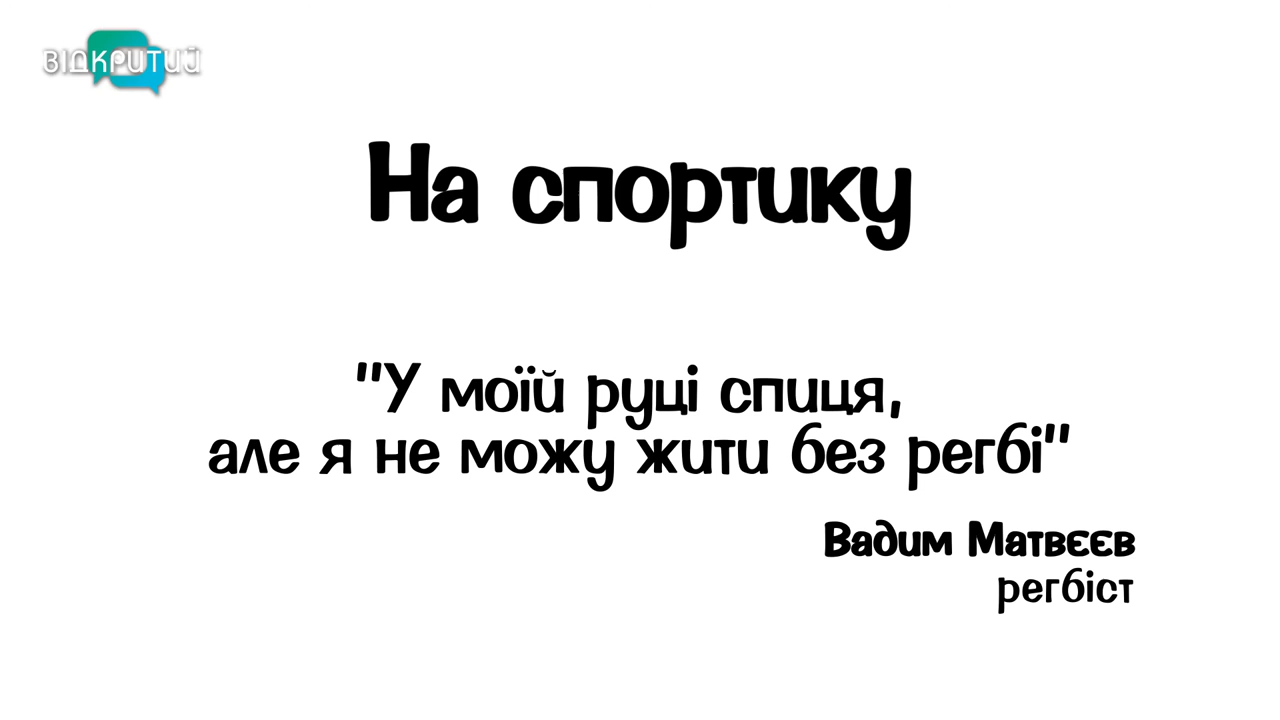 ВІДКРИТИЙ
На спортику
"У моїй руці спиця,
але я не можу жити без регбі"
Вадим Матвєєв
регбіст